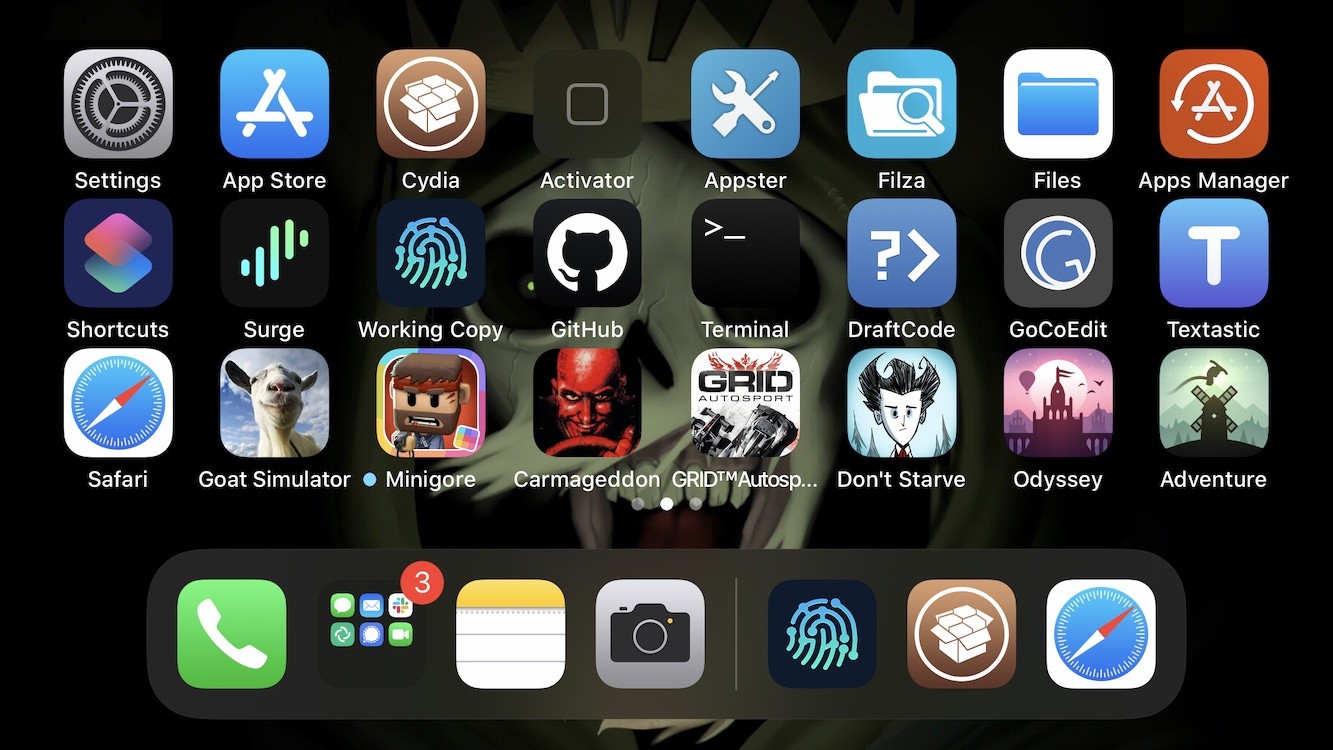 Settings
App Store
Cydia
Activator
Appster
Filza
Files
Apps Manager
Shortcuts
Surge
Working Copy
GitHub
>_
Terminal
?>
DraftCode
GoCoEdit
T
Textastic
GRID
AUTOSPORT
Safari
Goat Simulator
Minigore
Carmageddon
GRID™Autosp...
Don't Starve
Odyssey
Adventure
3